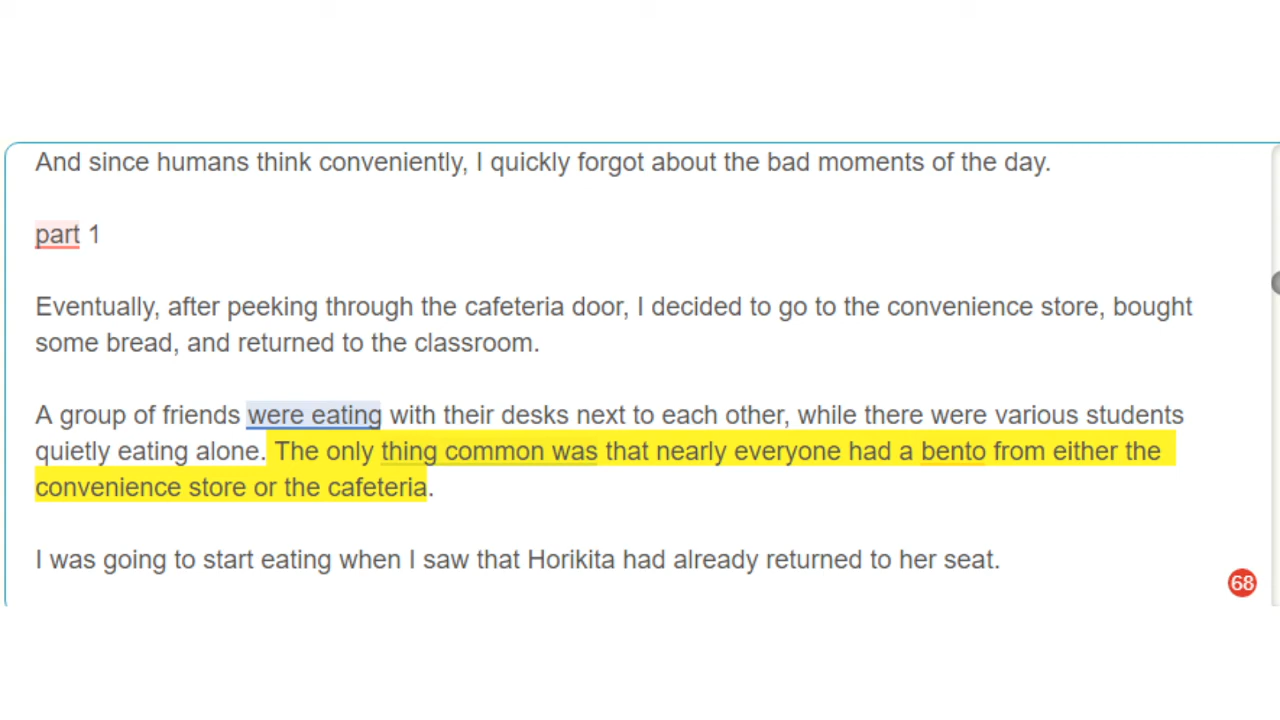 And since humans think conveniently, I quickly forgot about the bad moments of the day.
part 1
Eventually, after peeking through the cafeteria door, I decided to go to the convenience store, bought
some bread, and returned to the classroom.
A group of friends were eating with their desks next to each other, while there were various students
quietly eating alone. The only thing common was that nearly everyone had a bento from either the
convenience store or the cafeteria.
I was going to start eating when I saw that Horikita had already returned to her seat.
68